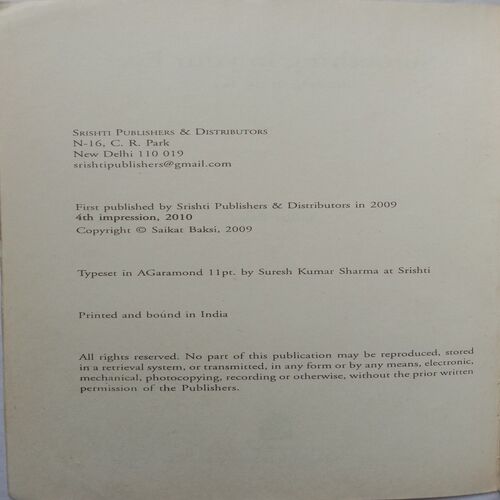 SRISHTI PUBLISHERS & DISTRIBUTORS
N-16, C. R. Park
New Delhi 110 019
srishtipublishers@gmail.com
First published by Srishti Publishers & Distributors in 2009
4th impression, 2010
Copyright © Saikat Baksi, 2009
Typeset in AGaramond 11pt. by Suresh Kumar Sharma at Srishti
Printed and bound in India
All rights reserved. No part of this publication may be reproduced, stored
in a retrieval system, or transmitted, in any form or by any means, electronic,
mechanical, photocopying, recording or otherwise, without the prior written
permission of the Publishers.